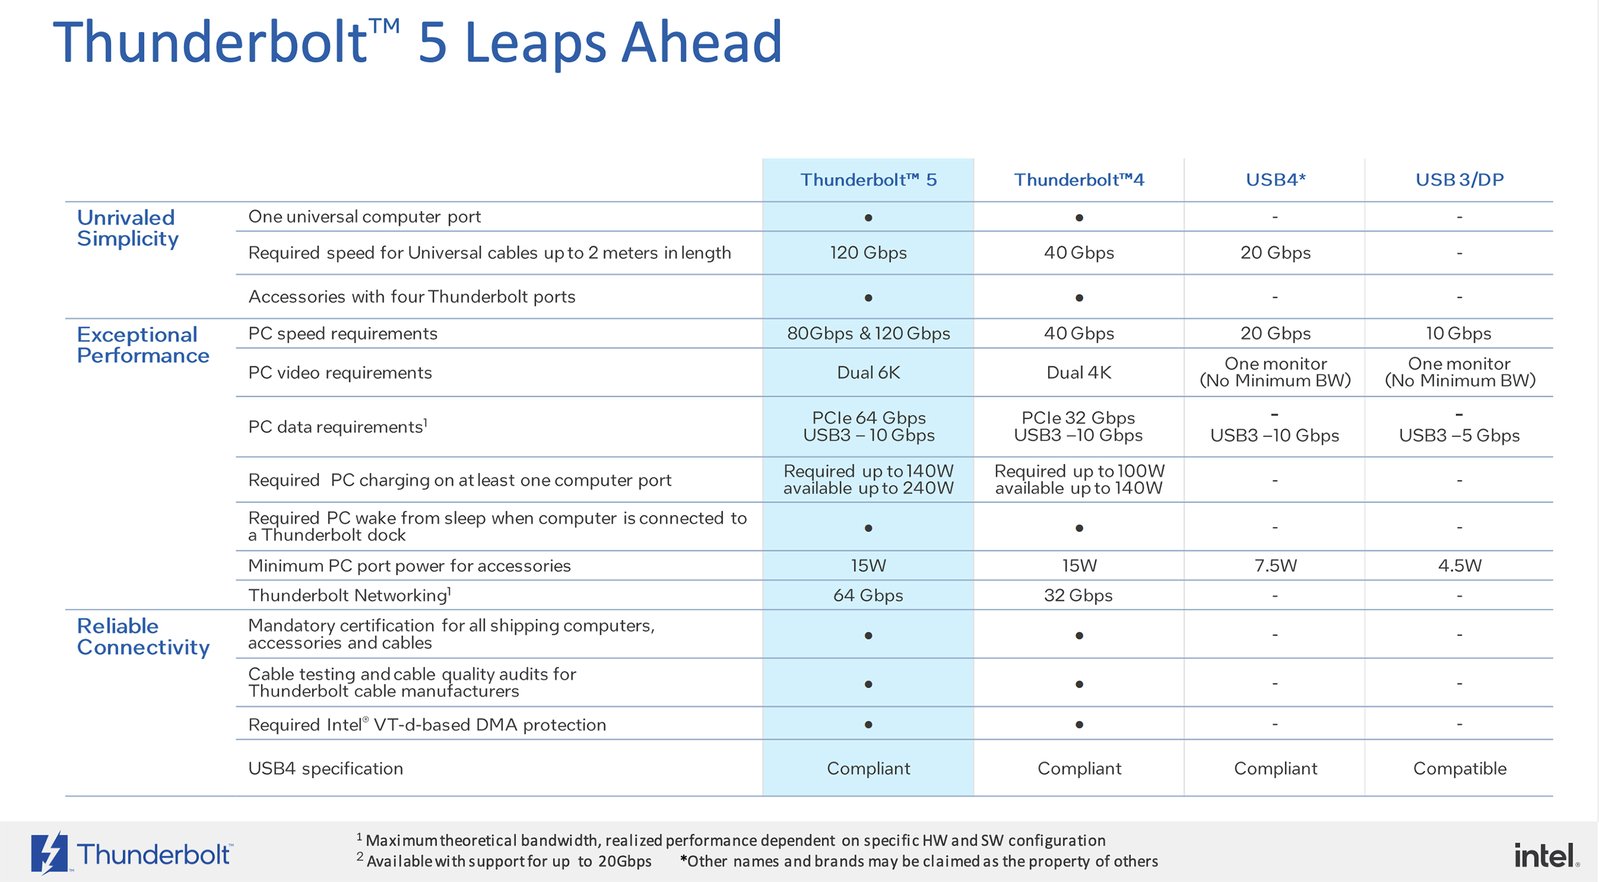 Thunderbolt™ 5 Leaps Ahead
Thunderbolt™ 5 Thunderbolt™4 USB4* USB 3/DP
Unrivaled
Simplicity
One universal computer port ● ● - -
Required speed for Universal cables up to 2 meters in length 120 Gbps 40 Gbps 20 Gbps -
Accessories with four Thunderbolt ports ● ● - -
Exceptional
Performance
PC speed requirements 80Gbps & 120 Gbps 40 Gbps 20 Gbps 10 Gbps
PC video requirements Dual 6K Dual 4K One monitor
(No Minimum BW) One monitor
(No Minimum BW)
PC data requirements¹ PCIe 64 Gbps
USB3 – 10 Gbps PCIe 32 Gbps
USB3 –10 Gbps –
USB3 –10 Gbps –
USB3 –5 Gbps
Required PC charging on at least one computer port Required up to 140W
available up to 240W Required up to 100W
available up to 140W - -
Required PC wake from sleep when computer is connected to
a Thunderbolt dock ● ● - -
Minimum PC port power for accessories 15W 15W 7.5W 4.5W
Thunderbolt Networking¹ 64 Gbps 32 Gbps - -
Reliable
Connectivity
Mandatory certification for all shipping computers,
accessories and cables ● ● - -
Cable testing and cable quality audits for
Thunderbolt cable manufacturers ● ● - -
Required Intel® VT-d-based DMA protection ● ● - -
USB4 specification Compliant Compliant Compliant Compatible
Thunderbolt™
¹ Maximum theoretical bandwidth, realized performance dependent on specific HW and SW configuration
² Available with support for up to 20Gbps *Other names and brands may be claimed as the property of others
intel®